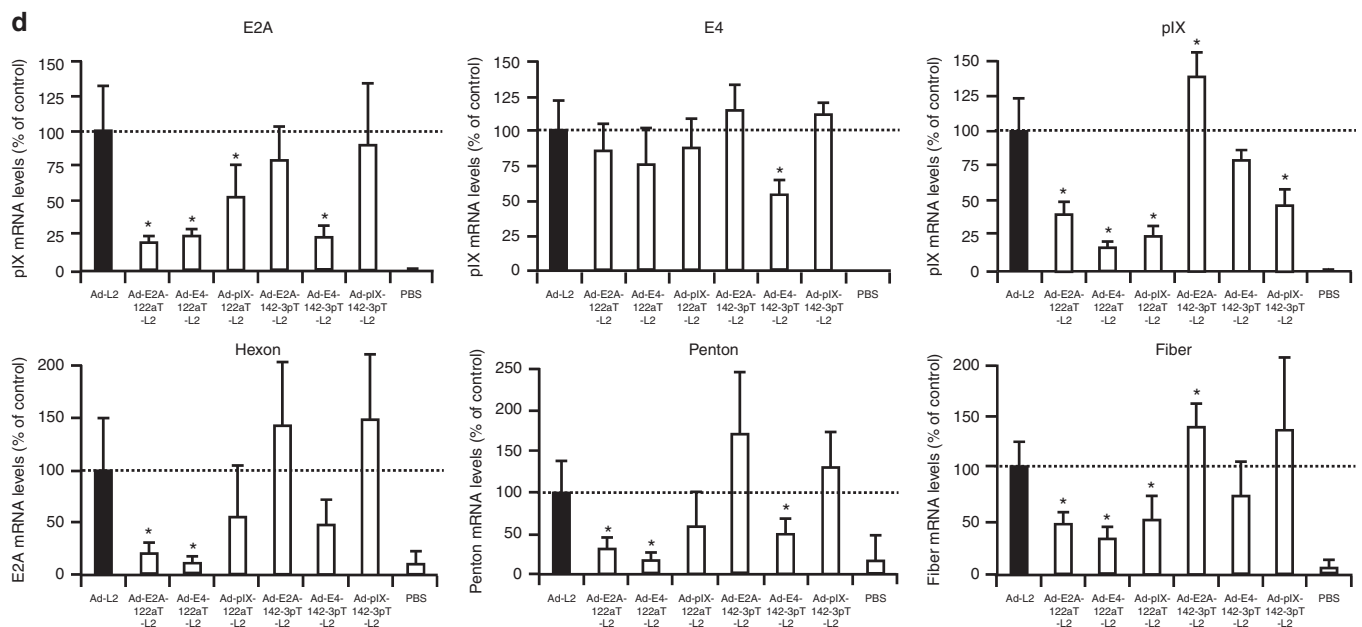 d
E2A
pIX mRNA levels (% of control)
150
125
100
75
50
25
0
* * * *
Ad-L2 Ad-E2A- Ad-E4- Ad-pIX- Ad-E2A- Ad-E4- Ad-pIX- PBS
122aT 122aT 122aT 142-3pT 142-3pT 142-3pT
-L2 -L2 -L2 -L2 -L2 -L2
E4
pIX mRNA levels (% of control)
150
125
100
75
50
25
0
*
Ad-L2 Ad-E2A- Ad-E4- Ad-pIX- Ad-E2A- Ad-E4- Ad-pIX- PBS
122aT 122aT 122aT 142-3pT 142-3pT 142-3pT
-L2 -L2 -L2 -L2 -L2 -L2
pIX
pIX mRNA levels (% of control)
150
125
100
75
50
25
0
* * * * *
Ad-L2 Ad-E2A- Ad-E4- Ad-pIX- Ad-E2A- Ad-E4- Ad-pIX- PBS
122aT 122aT 122aT 142-3pT 142-3pT 142-3pT
-L2 -L2 -L2 -L2 -L2 -L2
Hexon
E2A mRNA levels (% of control)
200
150
100
50
0
* *
Ad-L2 Ad-E2A- Ad-E4- Ad-pIX- Ad-E2A- Ad-E4- Ad-pIX- PBS
122aT 122aT 122aT 142-3pT 142-3pT 142-3pT
-L2 -L2 -L2 -L2 -L2 -L2
Penton
Penton mRNA levels (% of control)
250
200
150
100
50
0
* * *
Ad-L2 Ad-E2A- Ad-E4- Ad-pIX- Ad-E2A- Ad-E4- Ad-pIX- PBS
122aT 122aT 122aT 142-3pT 142-3pT 142-3pT
-L2 -L2 -L2 -L2 -L2 -L2
Fiber
Fiber mRNA levels (% of control)
200
150
100
50
0
* * * *
Ad-L2 Ad-E2A- Ad-E4- Ad-pIX- Ad-E2A- Ad-E4- Ad-pIX- PBS
122aT 122aT 122aT 142-3pT 142-3pT 142-3pT
-L2 -L2 -L2 -L2 -L2 -L2